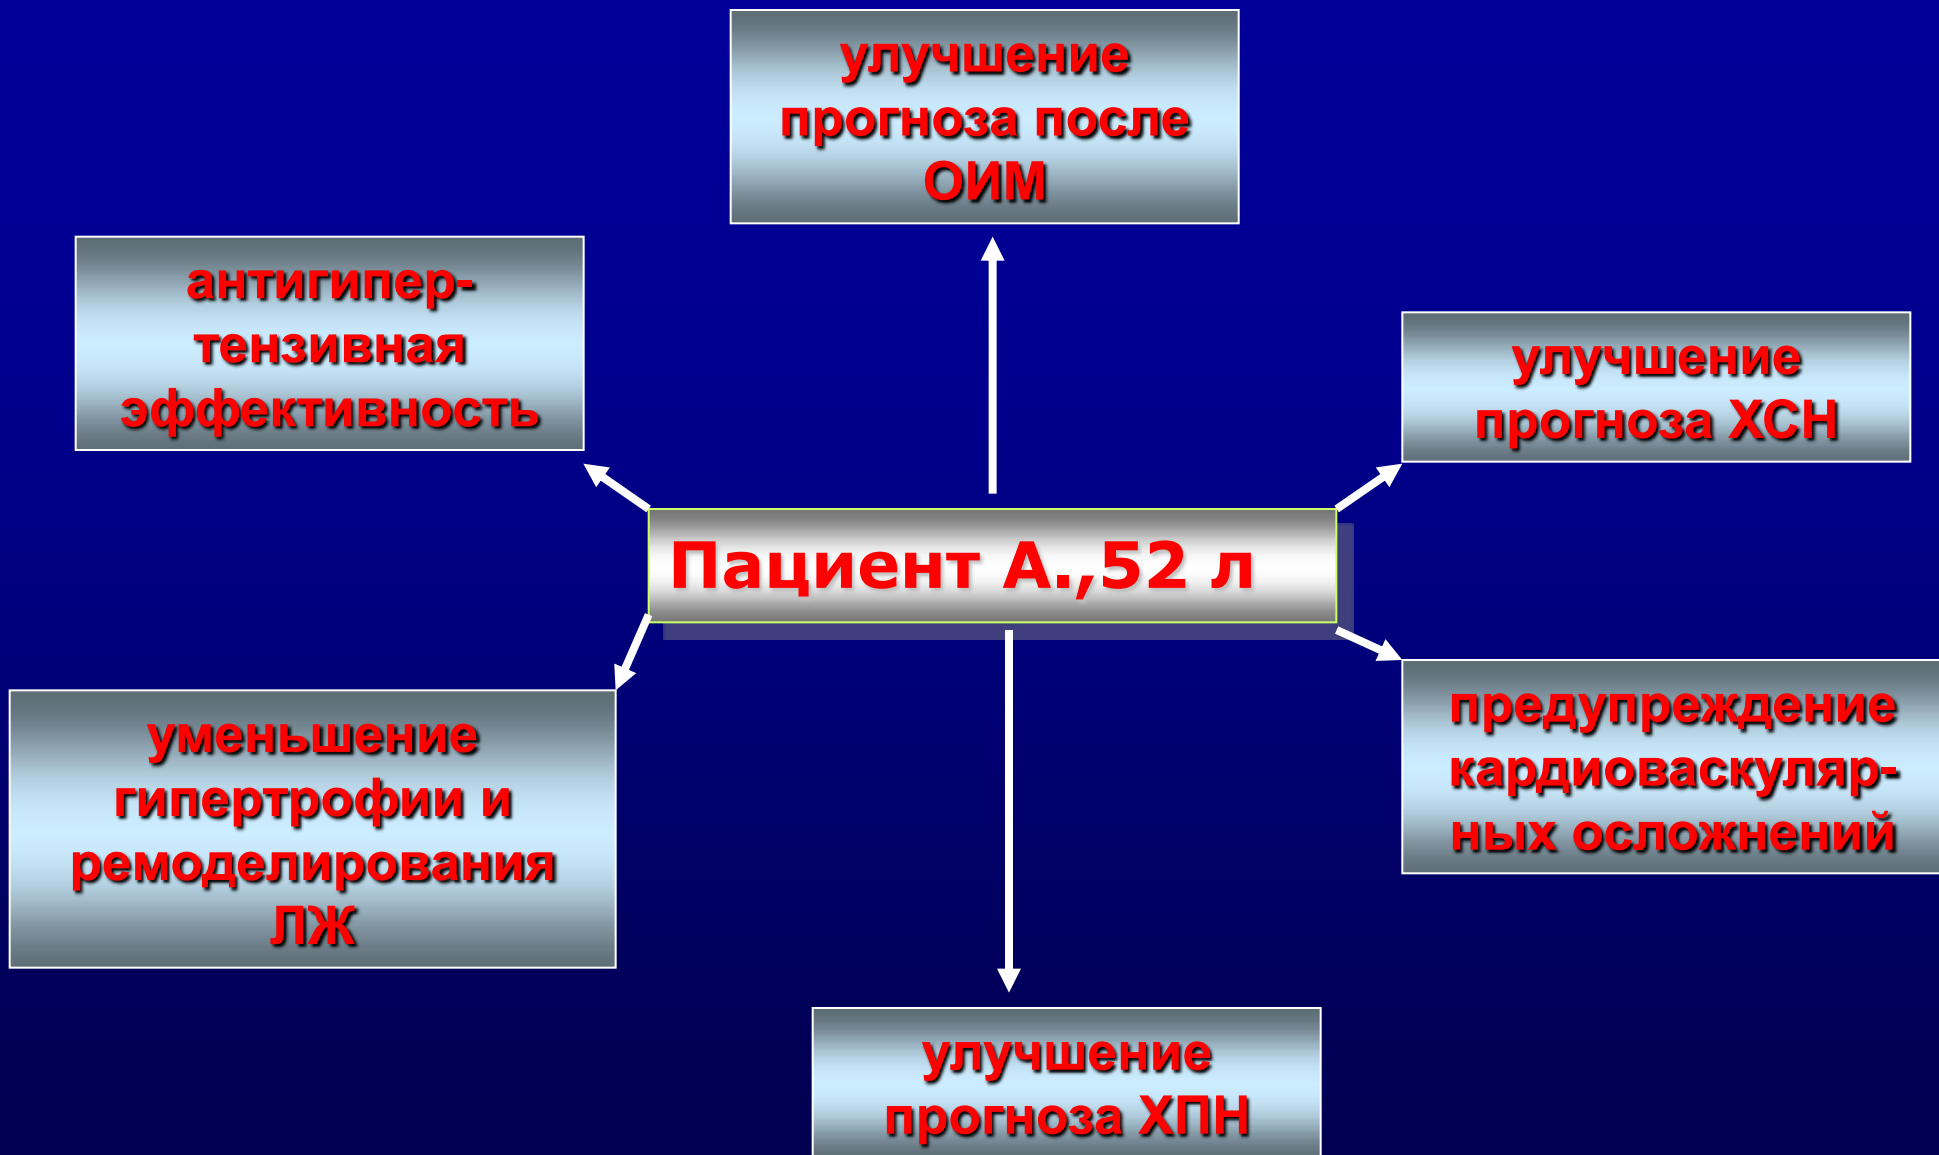 улучшение
прогноза после
ОИМ
антигипер-
тензивная
эффективность
улучшение
прогноза ХСН
Пациент А.,52 л
уменьшение
гипертрофии и
ремоделирования
ЛЖ
предупреждение
кардиоваскуляр-
ных осложнений
улучшение
прогноза ХПН